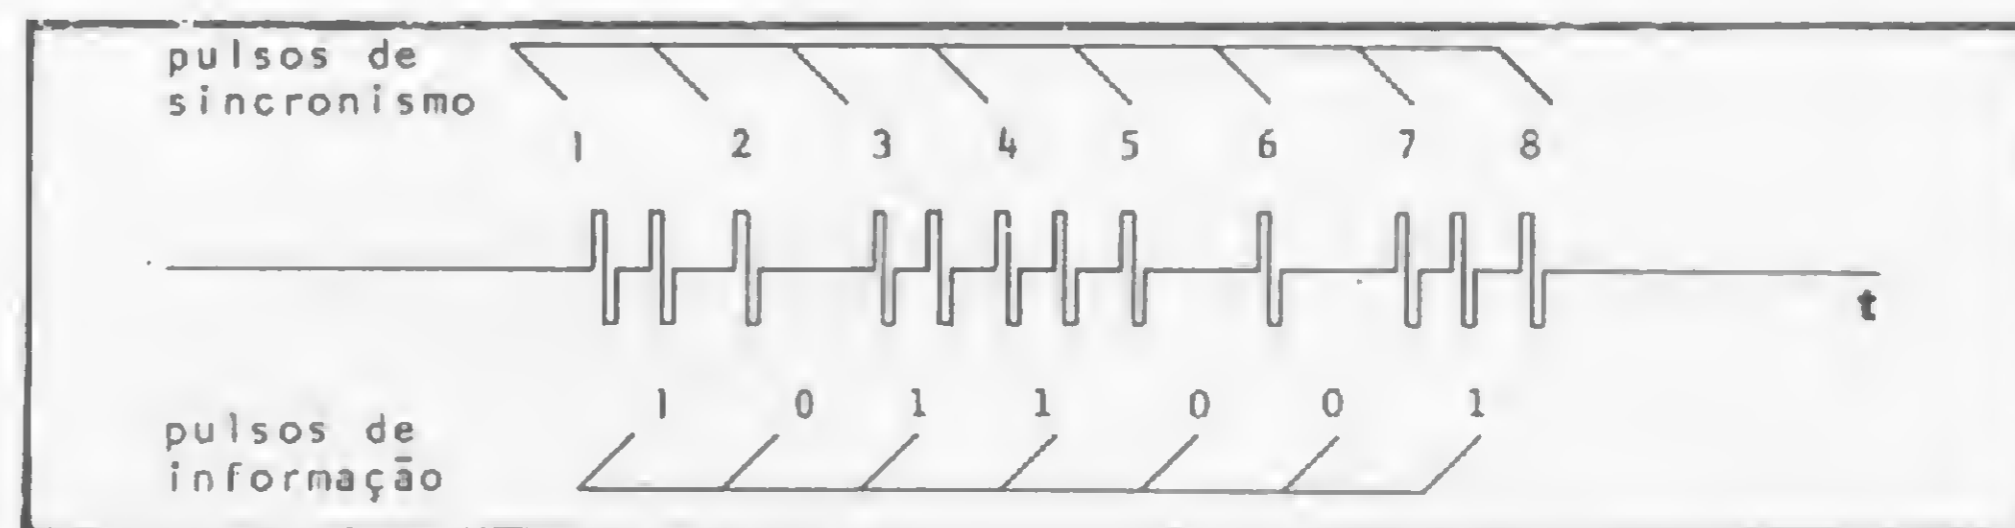 pulsos de
sincronismo
1 2 3 4 5 6 7 8
t
1 0 1 1 0 0 1
pulsos de
informação